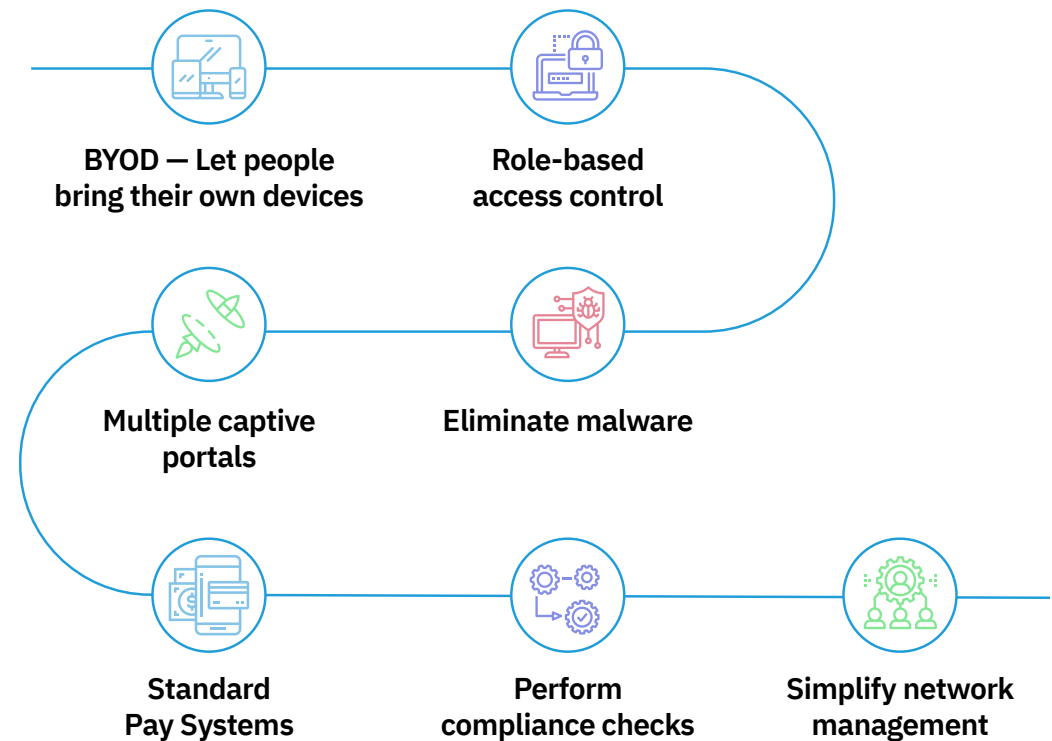 BYOD — Let people
bring their own devices
Role-based
access control
Eliminate malware
Multiple captive
portals
Standard
Pay Systems
Perform
compliance checks
Simplify network
management